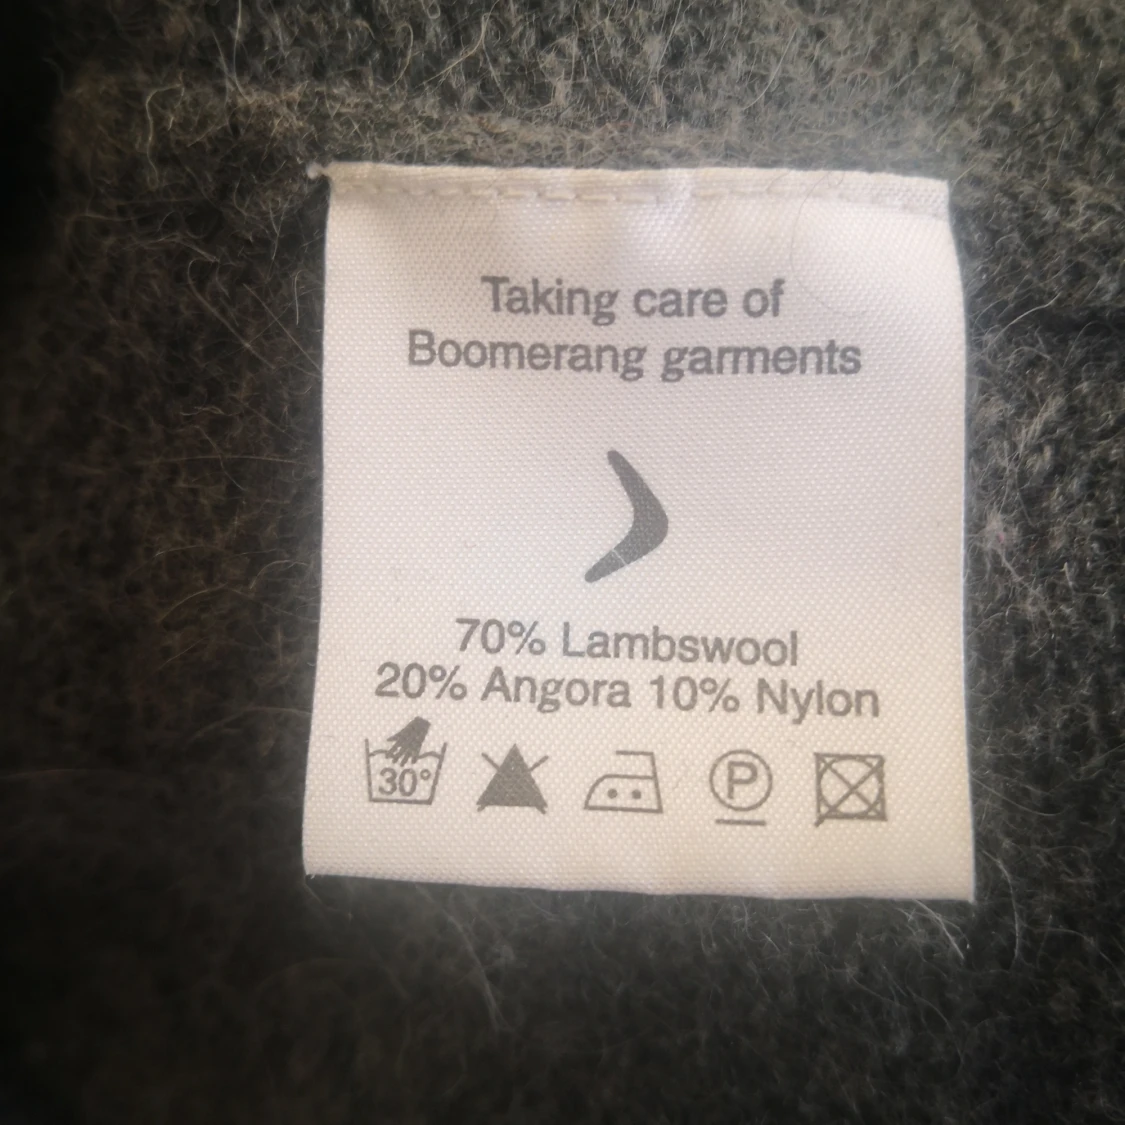 Taking care of
Boomerang garments
70% Lambswool
20% Angora 10% Nylon
30°
P